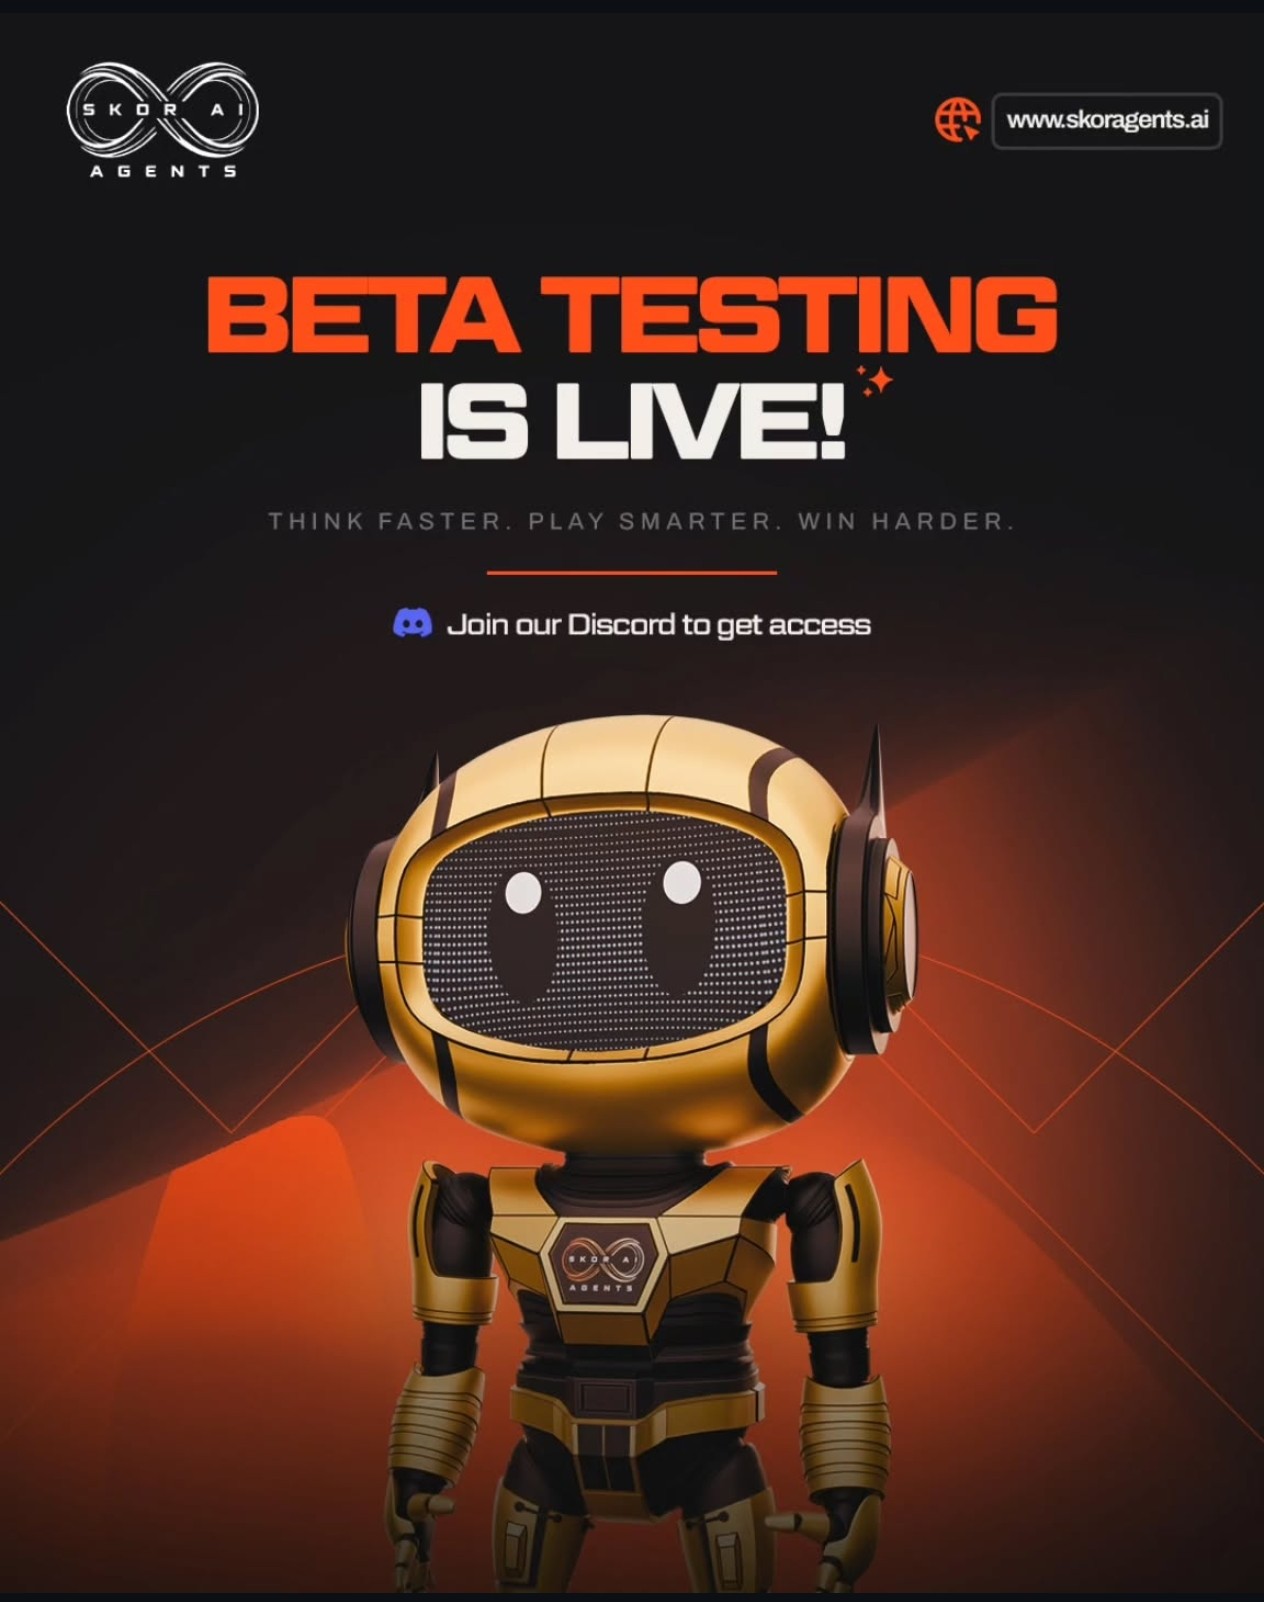 SKOR AI
AGENTS
www.skoragents.ai
BETA TESTING
IS LIVE!
THINK FASTER. PLAY SMARTER. WIN HARDER.
Join our Discord to get access
SKOR AI
AGENTS